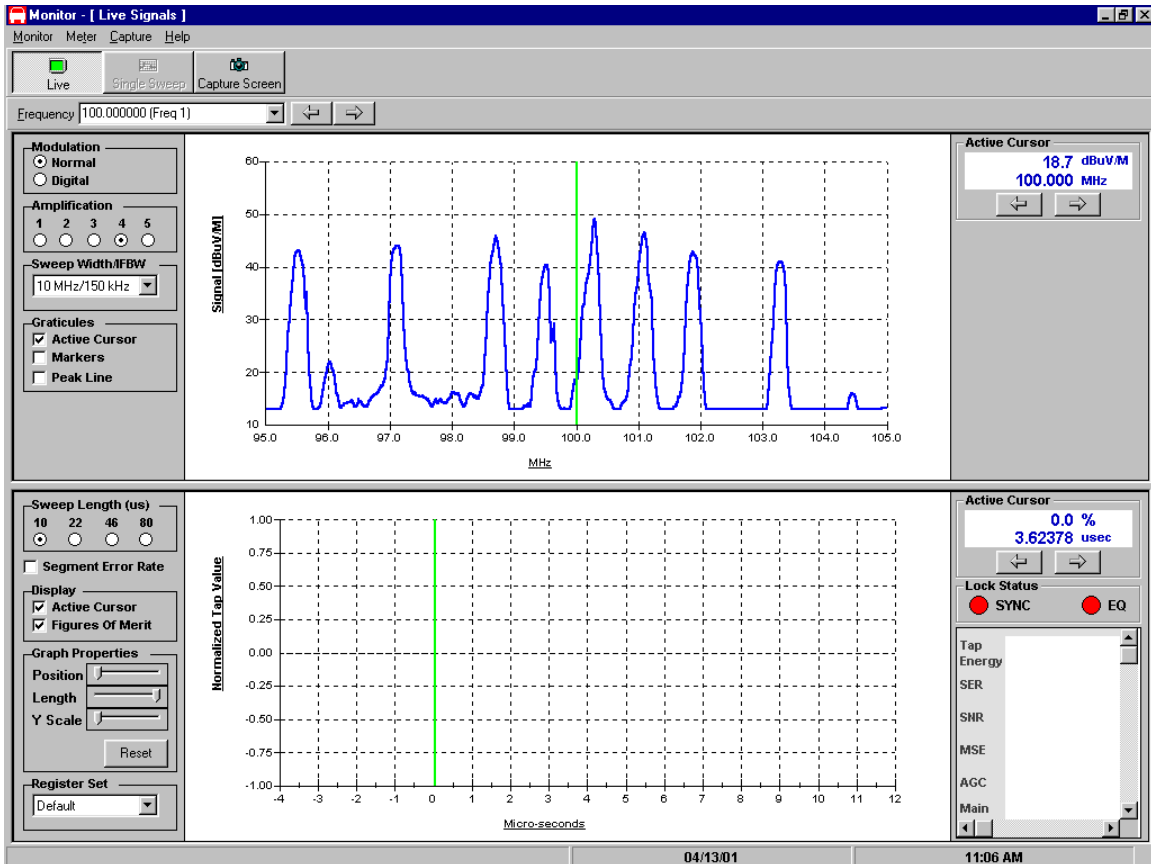 Monitor - [ Live Signals ]
Monitor Meter Capture Help
Live
Single Sweep
Capture Screen
Frequency 100.000000 (Freq 1)
Modulation
Normal
Digital
Amplification
1 2 3 4 5
Sweep Width/IFBW
10 MHz/150 kHz
Graticules
Active Cursor
Markers
Peak Line
Signal [dBuV/M]
60
50
40
30
20
10
95.0 96.0 97.0 98.0 99.0 100.0 101.0 102.0 103.0 104.0 105.0
MHz
Active Cursor
18.7 dBuV/M
100.000 MHz
Sweep Length (us)
10 22 46 80
Segment Error Rate
Display
Active Cursor
Figures Of Merit
Graph Properties
Position
Length
Y Scale
Reset
Register Set
Default
Normalized Tap Value
1.00
0.75
0.50
0.25
0.00
-0.25
-0.50
-0.75
-1.00
-4 -3 -2 -1 0 1 2 3 4 5 6 7 8 9 10 11 12
Micro-seconds
Active Cursor
0.0 %
3.62378 usec
Lock Status
SYNC EQ
Tap
Energy
SER
SNR
MSE
AGC
Main
04/13/01 11:06 AM